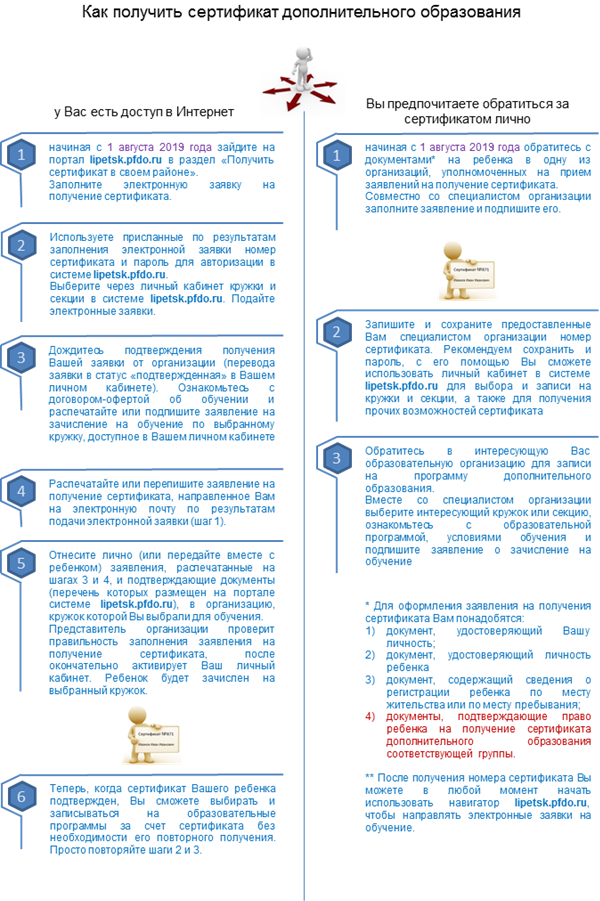 Как получить сертификат дополнительного образования
у Вас есть доступ в Интернет
1
начиная с 1 августа 2019 года зайдите на
портал lipetsk.pfdo.ru в раздел «Получить
сертификат в своем районе».
Заполните электронную заявку на
получение сертификата.
2
Используете присланные по результатам
заполнения электронной заявки номер
сертификата и пароль для авторизации в
системе lipetsk.pfdo.ru.
Выберите через личный кабинет кружки и
секции в системе lipetsk.pfdo.ru. Подайте
электронные заявки.
3
Дождитесь подтверждения получения
Вашей заявки от организации (перевода
заявки в статус «подтвержденная» в Вашем
личном кабинете). Ознакомьтесь с
договором-офертой об обучении и
распечатайте или подпишите заявление на
зачисление на обучение по выбранному
кружку, доступное в Вашем личном кабинете
4
Распечатайте или перепишите заявление на
получение сертификата, направленное Вам
на электронную почту по результатам
подачи электронной заявки (шаг 1).
5
Отнесите лично (или передайте вместе с
ребенком) заявления, распечатанные на
шагах 3 и 4, и подтверждающие документы
(перечень которых размещен на портале
системе lipetsk.pfdo.ru), в организацию,
кружок которой Вы выбрали для обучения.
Представитель организации проверит
правильность заполнения заявления на
получение сертификата, после
окончательно активирует Ваш личный
кабинет. Ребенок будет зачислен на
выбранный кружок.
Сертификат №1671
Иванов Иван Иванович
6
Теперь, когда сертификат Вашего ребенка
подтвержден, Вы сможете выбирать и
записываться на образовательные
программы за счет сертификата без
необходимости его повторного получения.
Просто повторяйте шаги 2 и 3.
Вы предпочитаете обратиться за
сертификатом лично
1
начиная с 1 августа 2019 года обратитесь с
документами* на ребенка в одну из
организаций, уполномоченных на прием
заявлений на получение сертификата.
Совместно со специалистом организации
заполните заявление и подпишите его.
Сертификат №1671
Иванов Иван Иванович
2
Запишите и сохраните предоставленные
Вам специалистом организации номер
сертификата. Рекомендуем сохранить и
пароль, с его помощью Вы сможете
использовать личный кабинет в системе
lipetsk.pfdo.ru для выбора и записи на
кружки и секции, а также для получения
прочих возможностей сертификата
3
Обратитесь в интересующую Вас
образовательную организацию для записи
на программу дополнительного
образования.
Вместе со специалистом организации
выберите интересующий кружок или секцию,
ознакомьтесь с образовательной
программой, условиями обучения и
подпишите заявление о зачисление на
обучение
* Для оформления заявления на получения
сертификата Вам понадобятся:
1) документ, удостоверяющий Вашу
личность;
2) документ, удостоверяющий личность
ребенка
3) документ, содержащий сведения о
регистрации ребенка по месту
жительства или по месту пребывания;
4) документы, подтверждающие право
ребенка на получение сертификата
дополнительного образования
соответствующей группы.
** После получения номера сертификата Вы
можете в любой момент начать
использовать навигатор lipetsk.pfdo.ru,
чтобы направлять электронные заявки на
обучение.